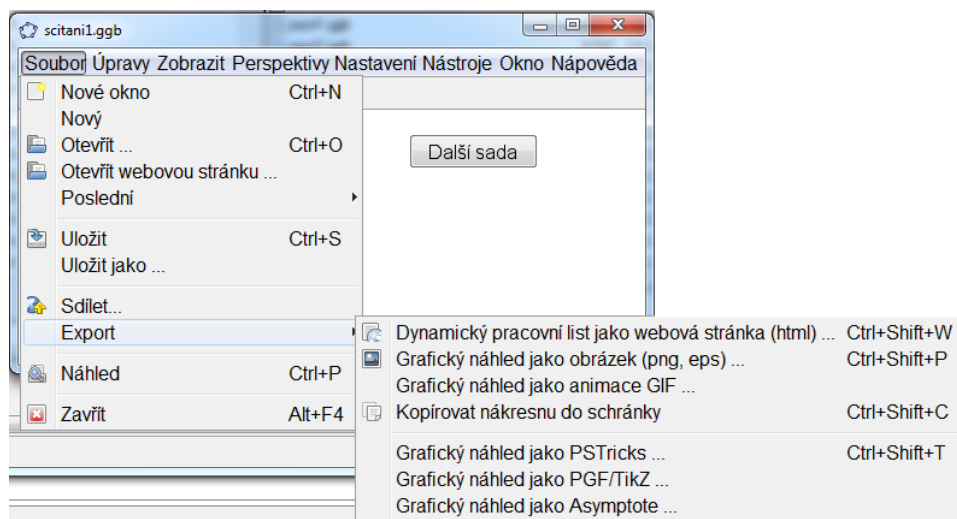 scitani1.ggb
Soubor Úpravy Zobrazit Perspektivy Nastavení Nástroje Okno Nápověda
Nové okno Ctrl+N
Nový
Otevřít ... Ctrl+O
Otevřít webovou stránku ...
Poslední
Uložit Ctrl+S
Uložit jako ...
Sdílet...
Export
Náhled Ctrl+P
Zavřít Alt+F4
Další sada
Dynamický pracovní list jako webová stránka (html) ... Ctrl+Shift+W
Grafický náhled jako obrázek (png, eps) ... Ctrl+Shift+P
Grafický náhled jako animace GIF ...
Kopírovat nákresnu do schránky Ctrl+Shift+C
Grafický náhled jako PSTricks ... Ctrl+Shift+T
Grafický náhled jako PGF/TikZ ...
Grafický náhled jako Asymptote ...